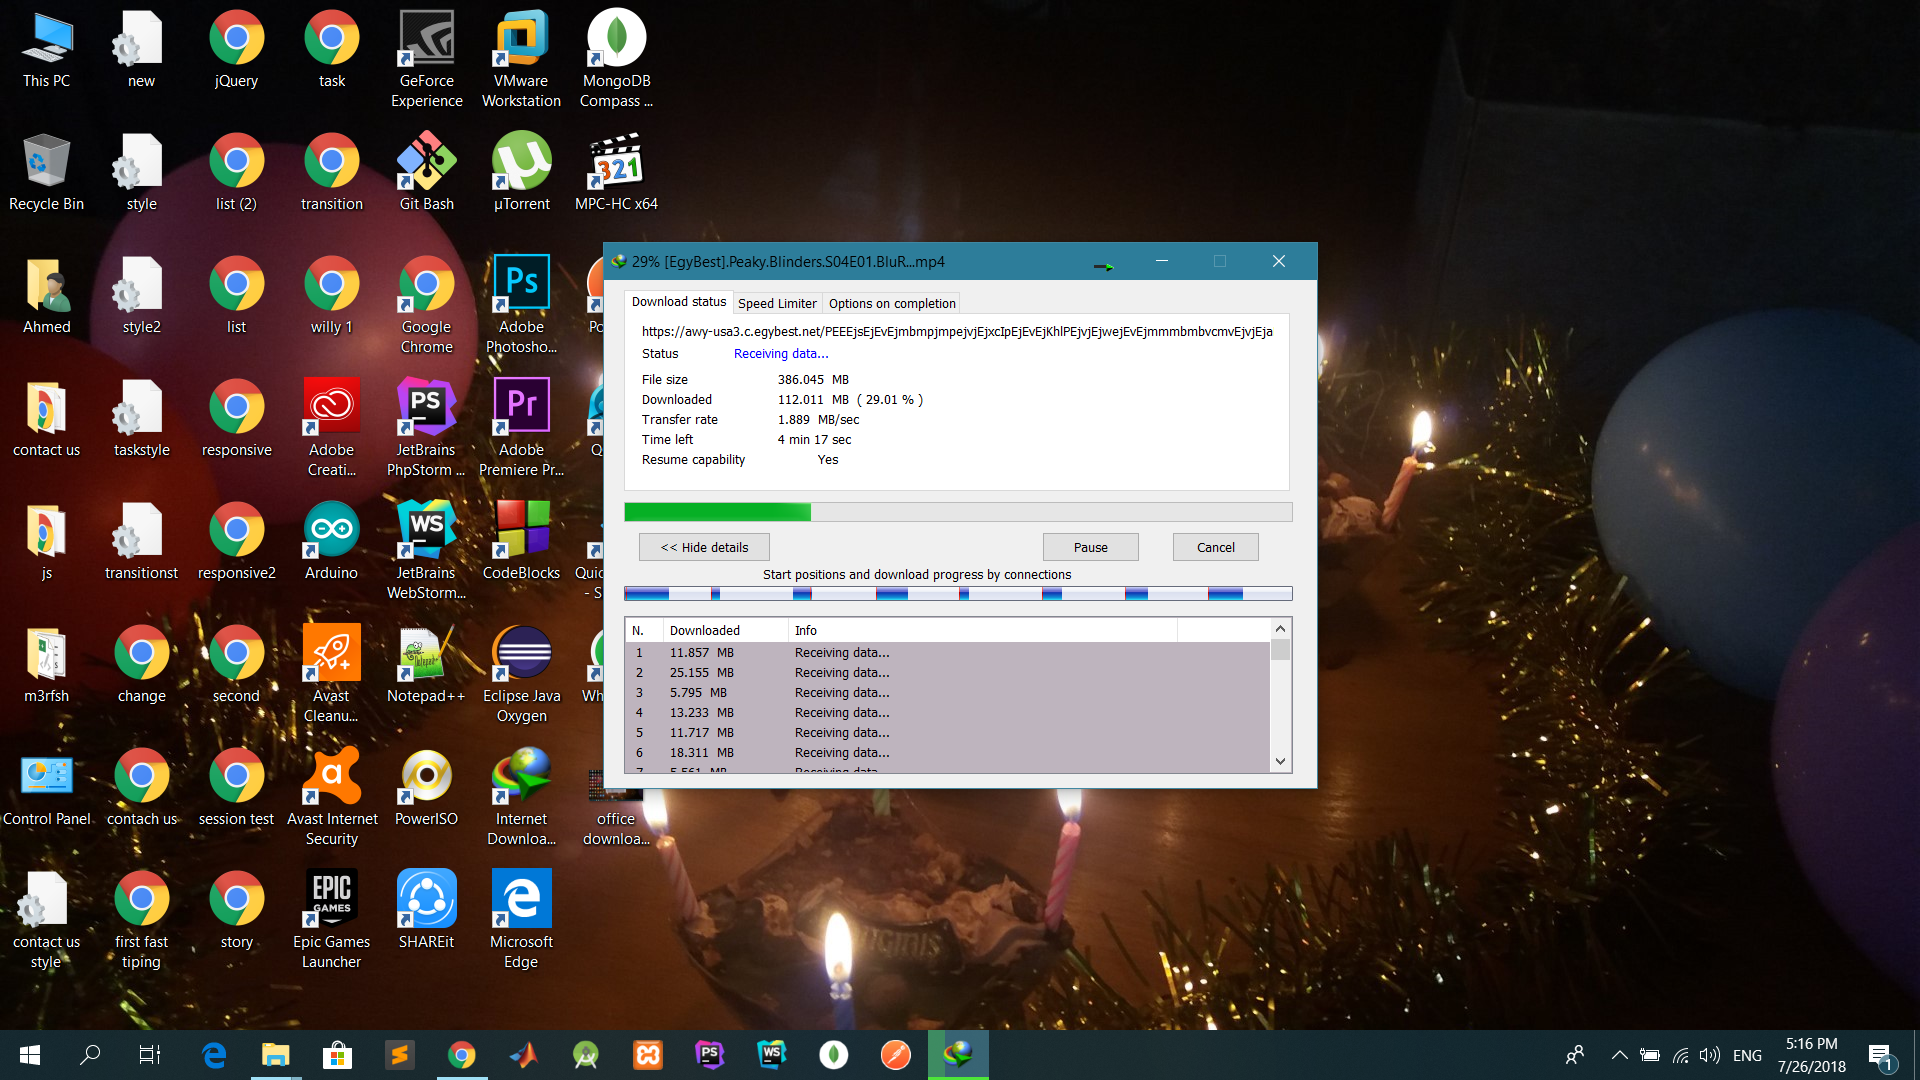 This PC
new
jQuery
task
GeForce
Experience
VMware
Workstation
MongoDB
Compass ...
Recycle Bin
style
list (2)
transition
Git Bash
µTorrent
321
MPC-HC x64
Ahmed
style2
list
willy 1
Google
Chrome
Ps
Adobe
Photosho...
contact us
taskstyle
responsive
Adobe
Creati...
PS
JetBrains
PhpStorm ...
Pr
Adobe
Premiere Pr...
js
transitionst
responsive2
Arduino
WS
JetBrains
WebStorm...
CodeBlocks
m3rfsh
change
second
Avast
Cleanu...
Notepad++
Eclipse Java
Oxygen
Control Panel
contach us
session test
Avast Internet
Security
PowerISO
Internet
Downloa...
office
downloa...
contact us
style
first fast
tiping
story
EPIC
GAMES
Epic Games
Launcher
SHAREit
Microsoft
Edge
29% [EgyBest].Peaky.Blinders.S04E01.BluR...mp4
Download status
Speed Limiter
Options on completion
https://awy-usa3.c.egybest.net/PEEEjsEjEvEjmbmpjmpejvjEjxcIpEjEvEjKhlPEjvjEjwejEvEjmmmbmbvcmvEjvjEja
Status Receiving data...
File size 386.045 MB
Downloaded 112.011 MB ( 29.01 % )
Transfer rate 1.889 MB/sec
Time left 4 min 17 sec
Resume capability Yes
<< Hide details
Pause
Cancel
Start positions and download progress by connections
N. Downloaded Info
1 11.857 MB Receiving data...
2 25.155 MB Receiving data...
3 5.795 MB Receiving data...
4 13.233 MB Receiving data...
5 11.717 MB Receiving data...
6 18.311 MB Receiving data...
7 5.561 MB Receiving data...
PS
WS
ENG
5:16 PM
7/26/2018
1